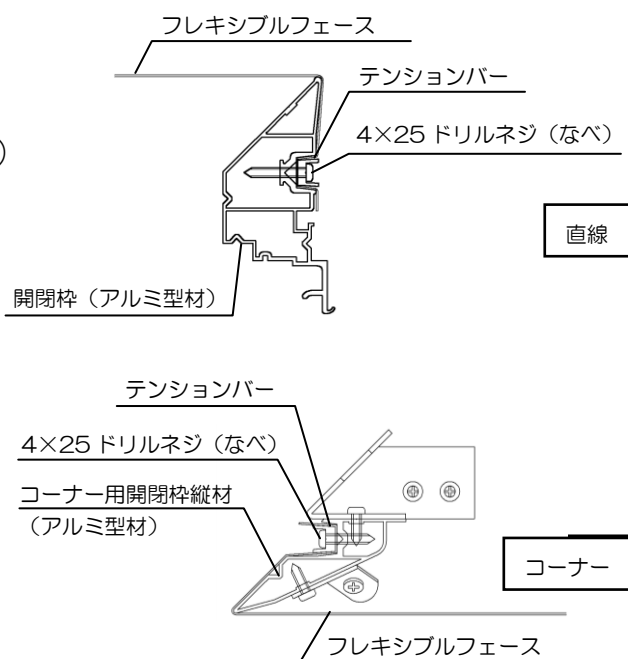 フレキシブルフェース
テンションバー
4×25 ドリルネジ（なべ）
）
直線
開閉枠（アルミ型材）
テンションバー
4×25 ドリルネジ（なべ）
コーナー用開閉枠縦材
（アルミ型材）
コーナー
フレキシブルフェース